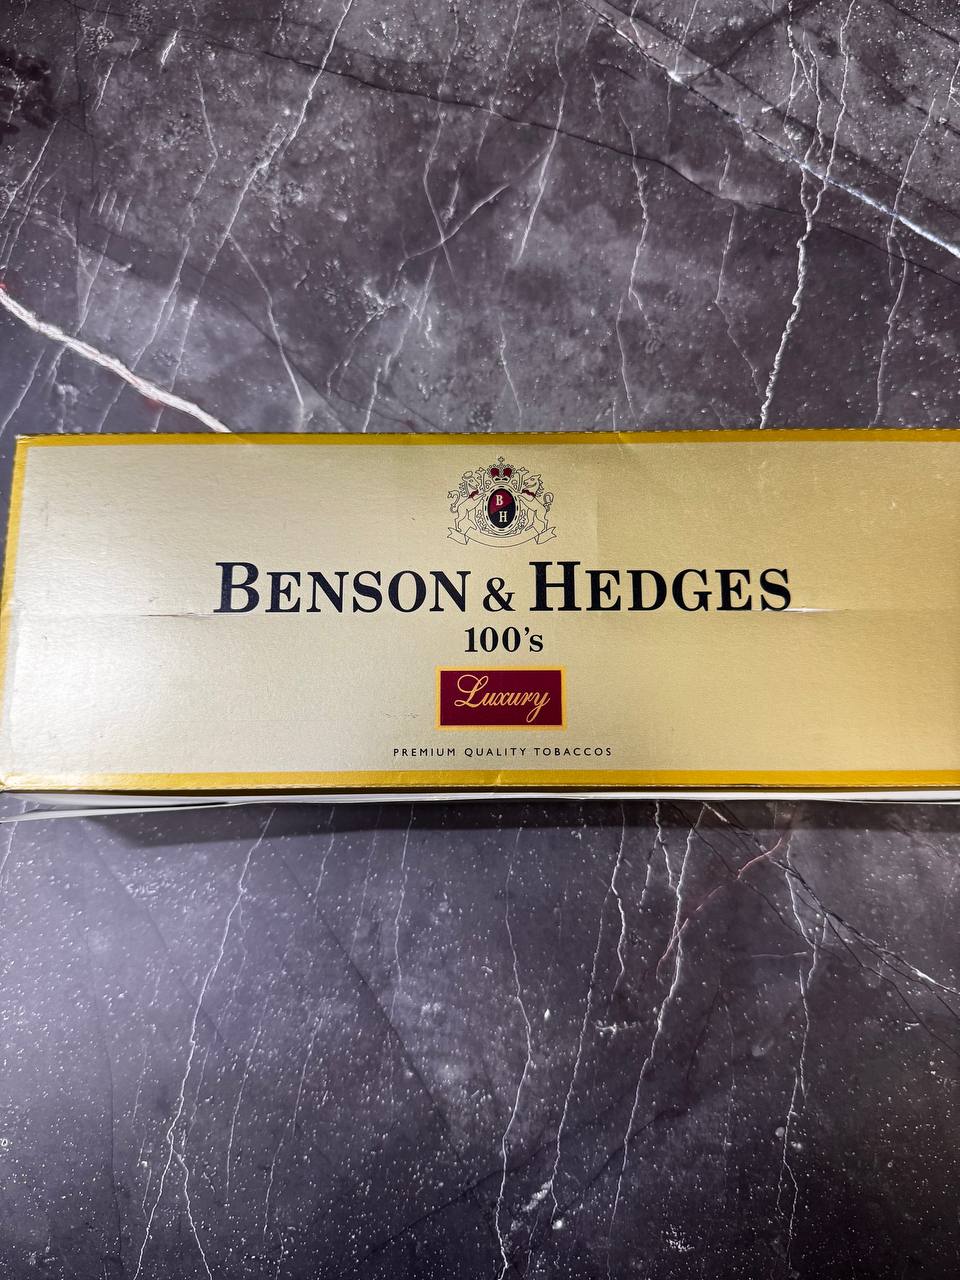 B
H
BENSON & HEDGES
100's
Luxury
PREMIUM QUALITY TOBACCOS